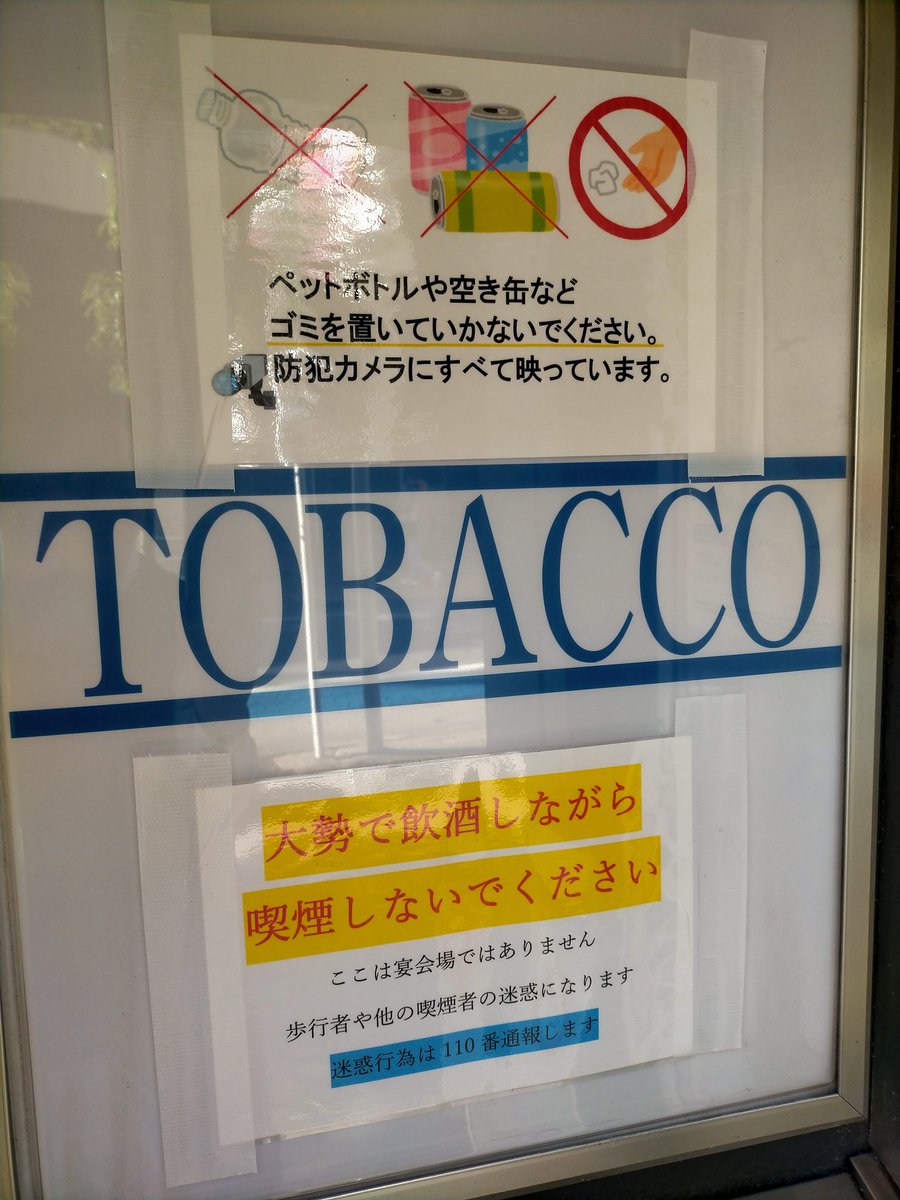 ペットボトルや空き缶など
ゴミを置いていかないでください。
防犯カメラにすべて映っています。
TOBACCO
大勢で飲酒しながら
喫煙しないでください
ここは宴会場ではありません
歩行者や他の喫煙者の迷惑になります
迷惑行為は110番通報します